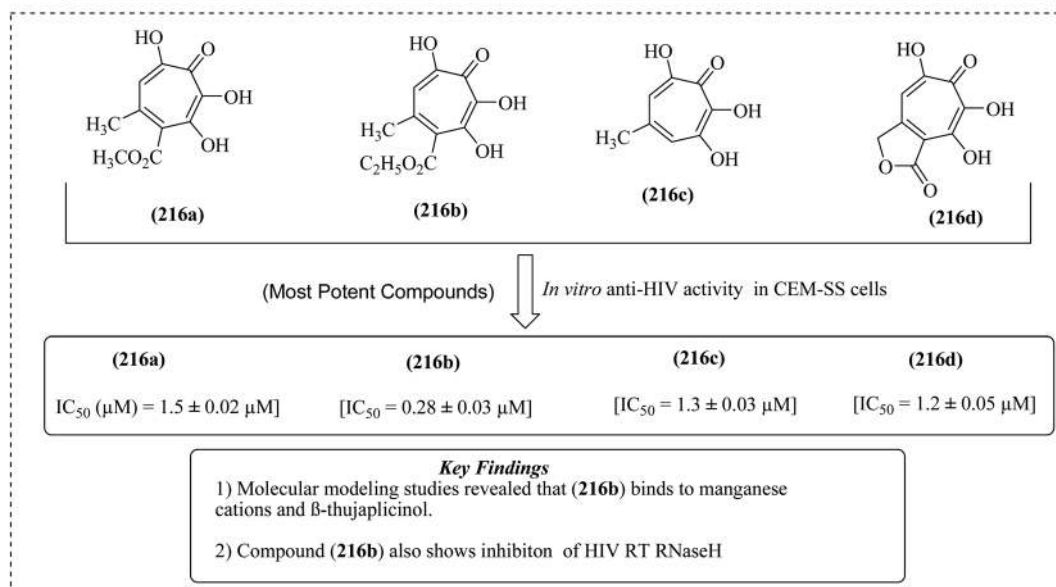 HO
O
OH
OH
H₃C
H₃CO₂C
(216a)
HO
O
OH
OH
H₃C
C₂H₅O₂C
(216b)
HO
O
OH
OH
H₃C
(216c)
HO
O
OH
OH
O
O
(216d)
(Most Potent Compounds)
In vitro anti-HIV activity in CEM-SS cells
(216a) (216b) (216c) (216d)
IC₅₀ (µM) = 1.5 ± 0.02 µM] [IC₅₀ = 0.28 ± 0.03 µM] [IC₅₀ = 1.3 ± 0.03 µM] [IC₅₀ = 1.2 ± 0.05 µM]
Key Findings
1) Molecular modeling studies revealed that (216b) binds to manganese
cations and ß-thujaplicinol.
2) Compound (216b) also shows inhibiton of HIV RT RNaseH